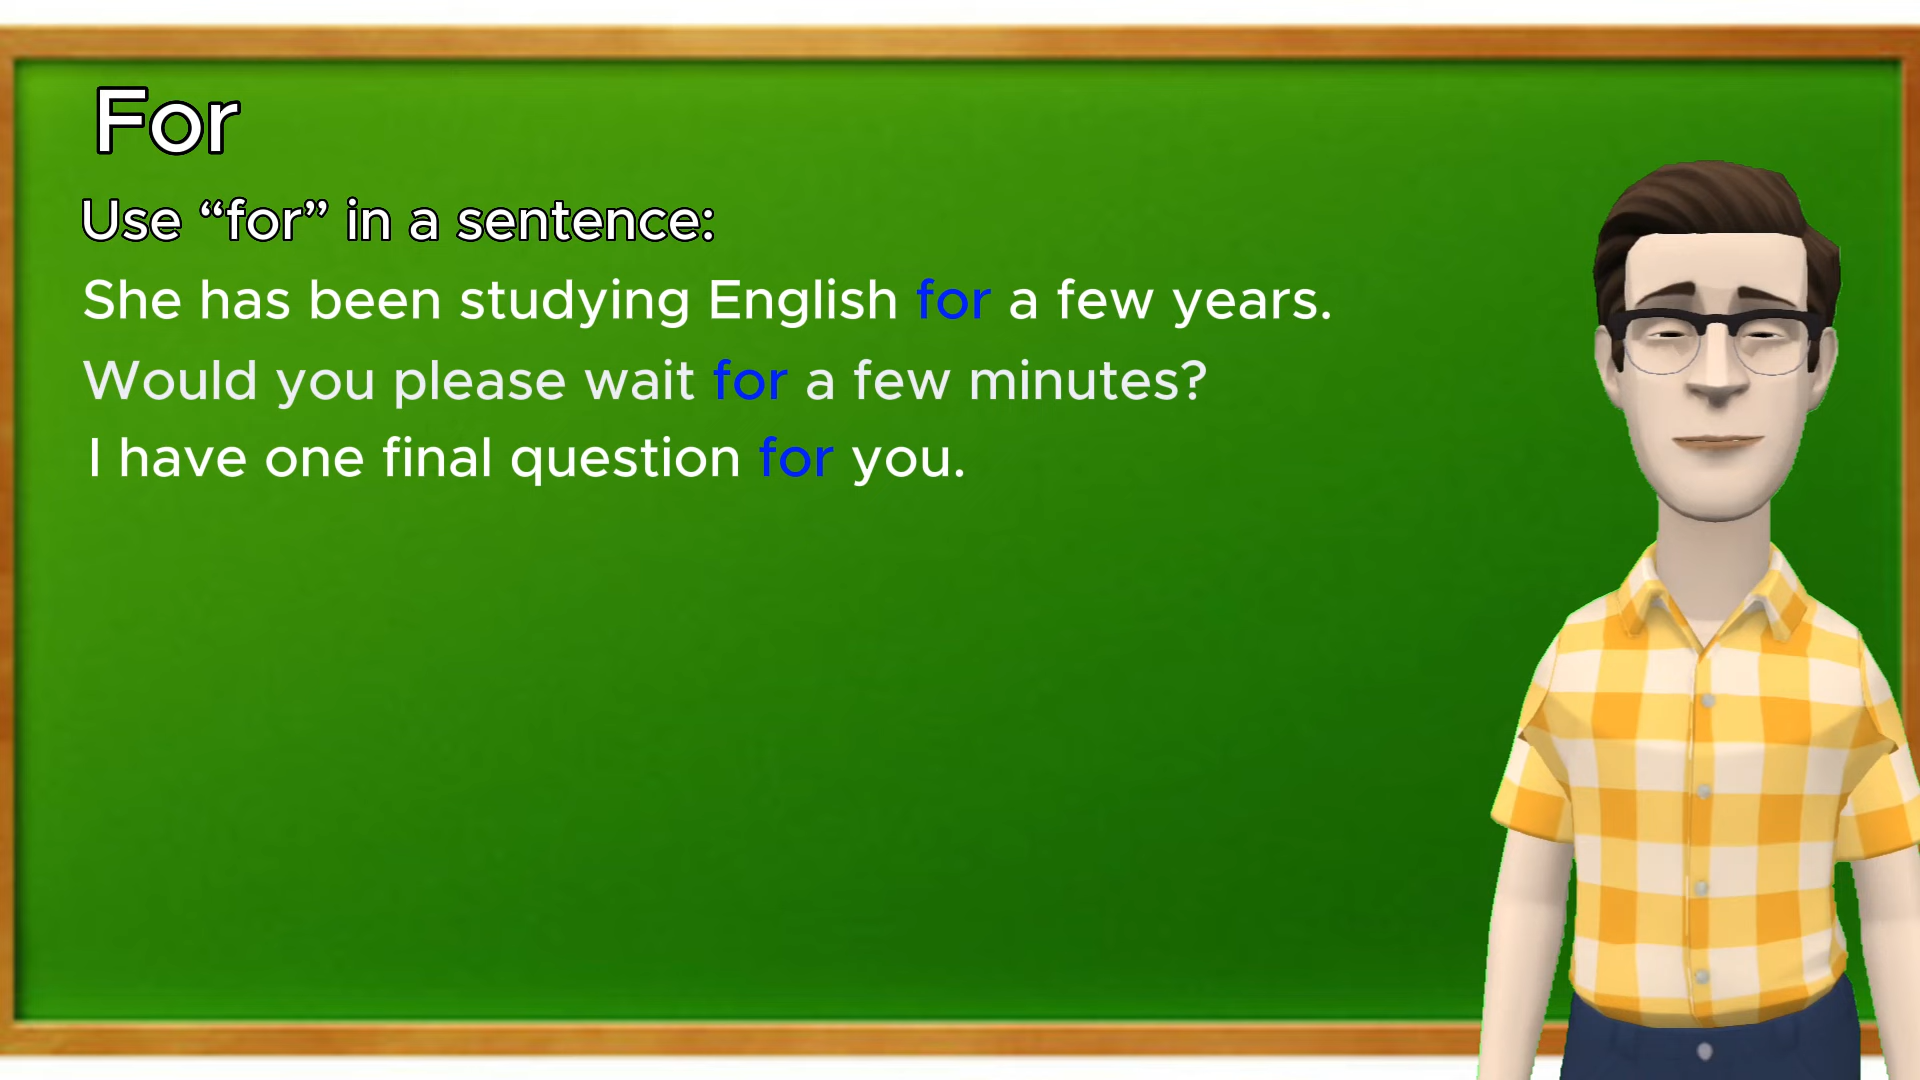 For
Use “for” in a sentence:
She has been studying English for a few years.
Would you please wait for a few minutes?
I have one final question for you.